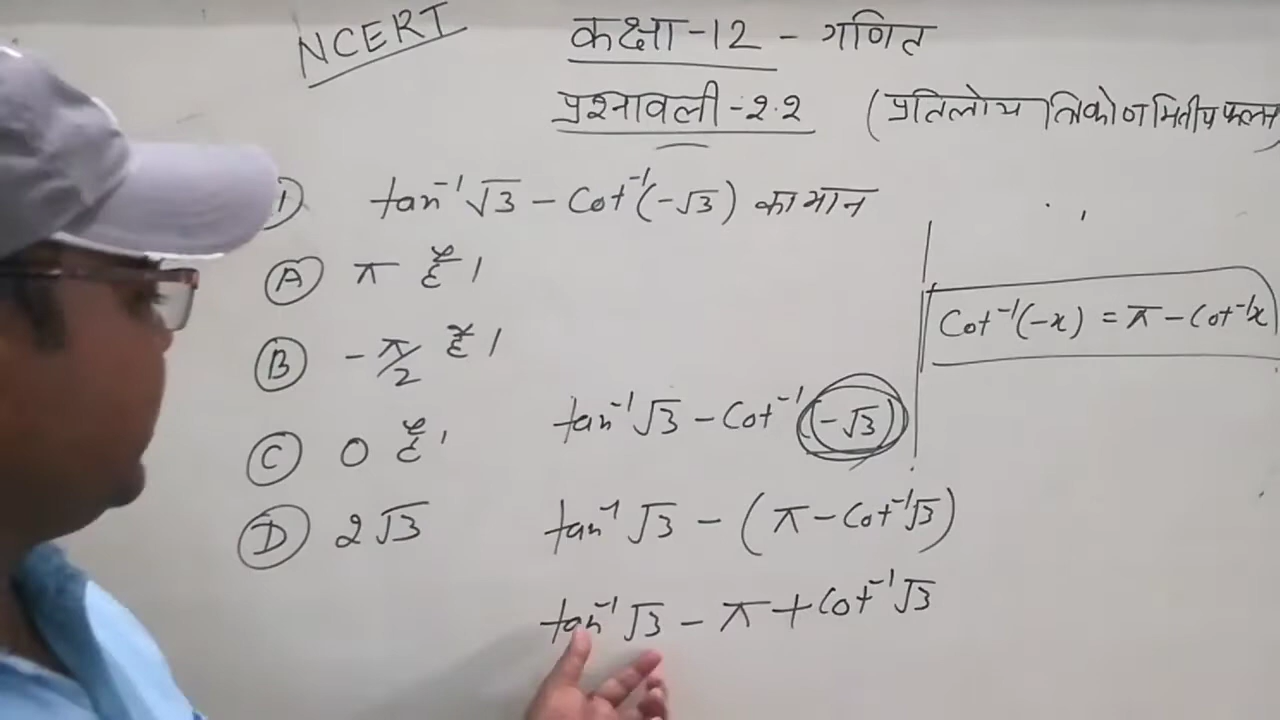 NCERT
कक्षा-12 - गणित
प्रश्नावली-2.2 (प्रतिलोम त्रिकोणमितीय फलन)
1) tan⁻¹√3 - Cot⁻¹(-√3) का मान
(A) π है।
(B) -π/2 है।
(C) 0 है।
(D) 2√3
Cot⁻¹(-x) = π - Cot⁻¹x
tan⁻¹√3 - Cot⁻¹(-√3)
tan⁻¹√3 - (π - Cot⁻¹√3)
tan⁻¹√3 - π + Cot⁻¹√3